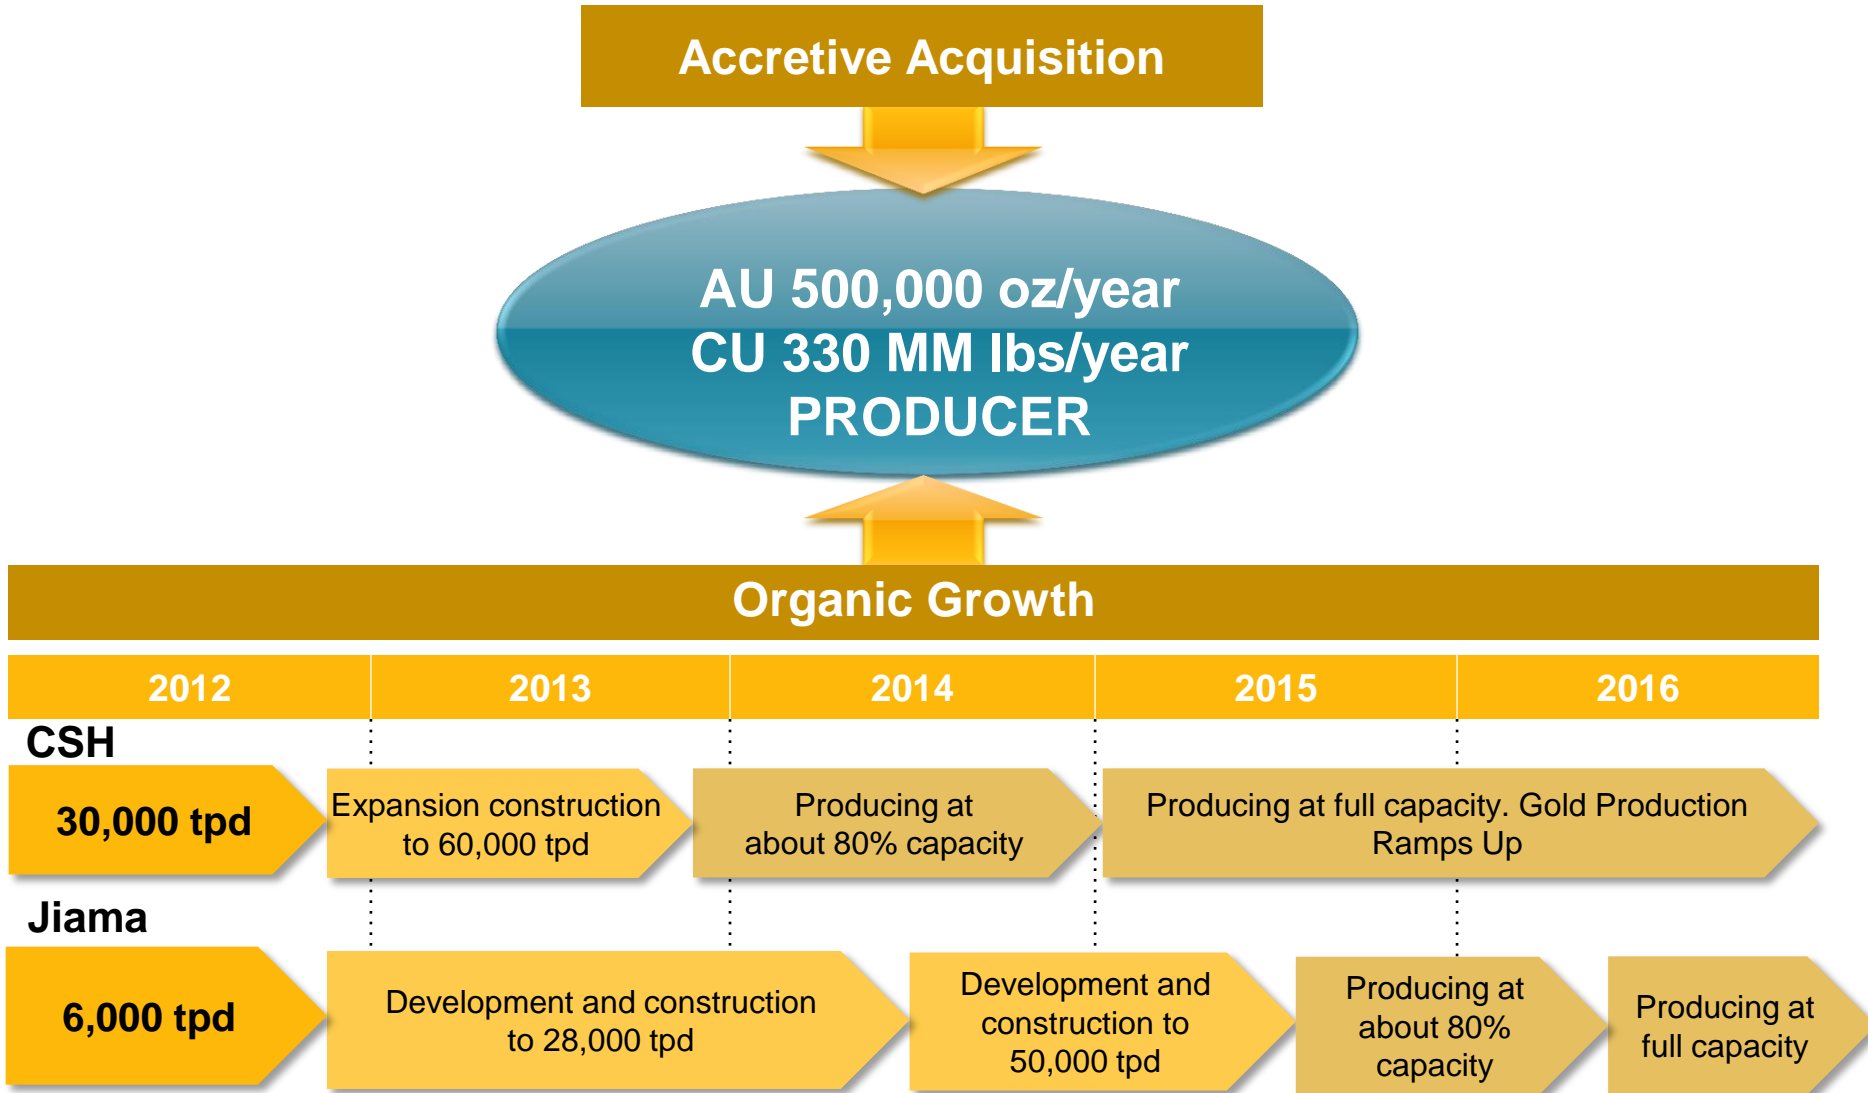 Accretive Acquisition
AU 500,000 oz/year
CU 330 MM lbs/year
PRODUCER
Organic Growth
2012
2013
2014
2015
2016
CSH
30,000 tpd
Expansion construction
to 60,000 tpd
Producing at
about 80% capacity
Producing at full capacity. Gold Production
Ramps Up
Jiama
6,000 tpd
Development and construction
to 28,000 tpd
Development and
construction to
50,000 tpd
Producing at
about 80%
capacity
Producing at
full capacity